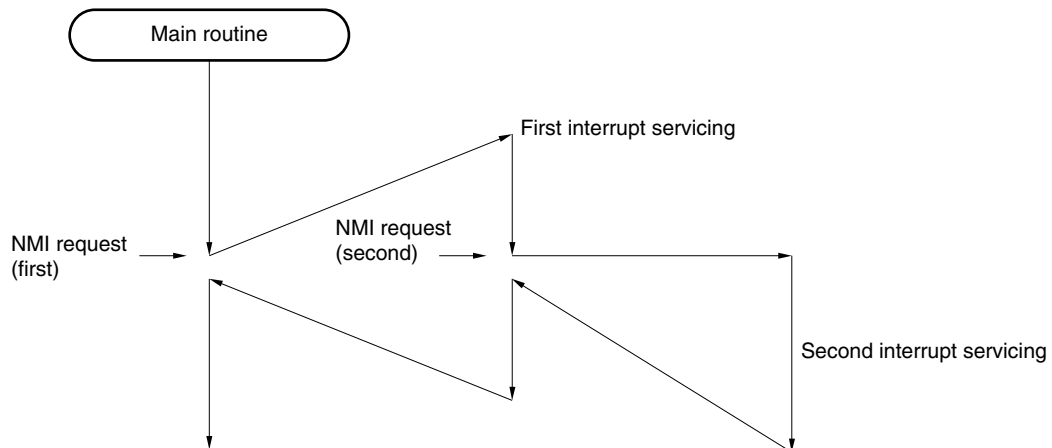 Main routine
First interrupt servicing
NMI request
(first)
NMI request
(second)
Second interrupt servicing